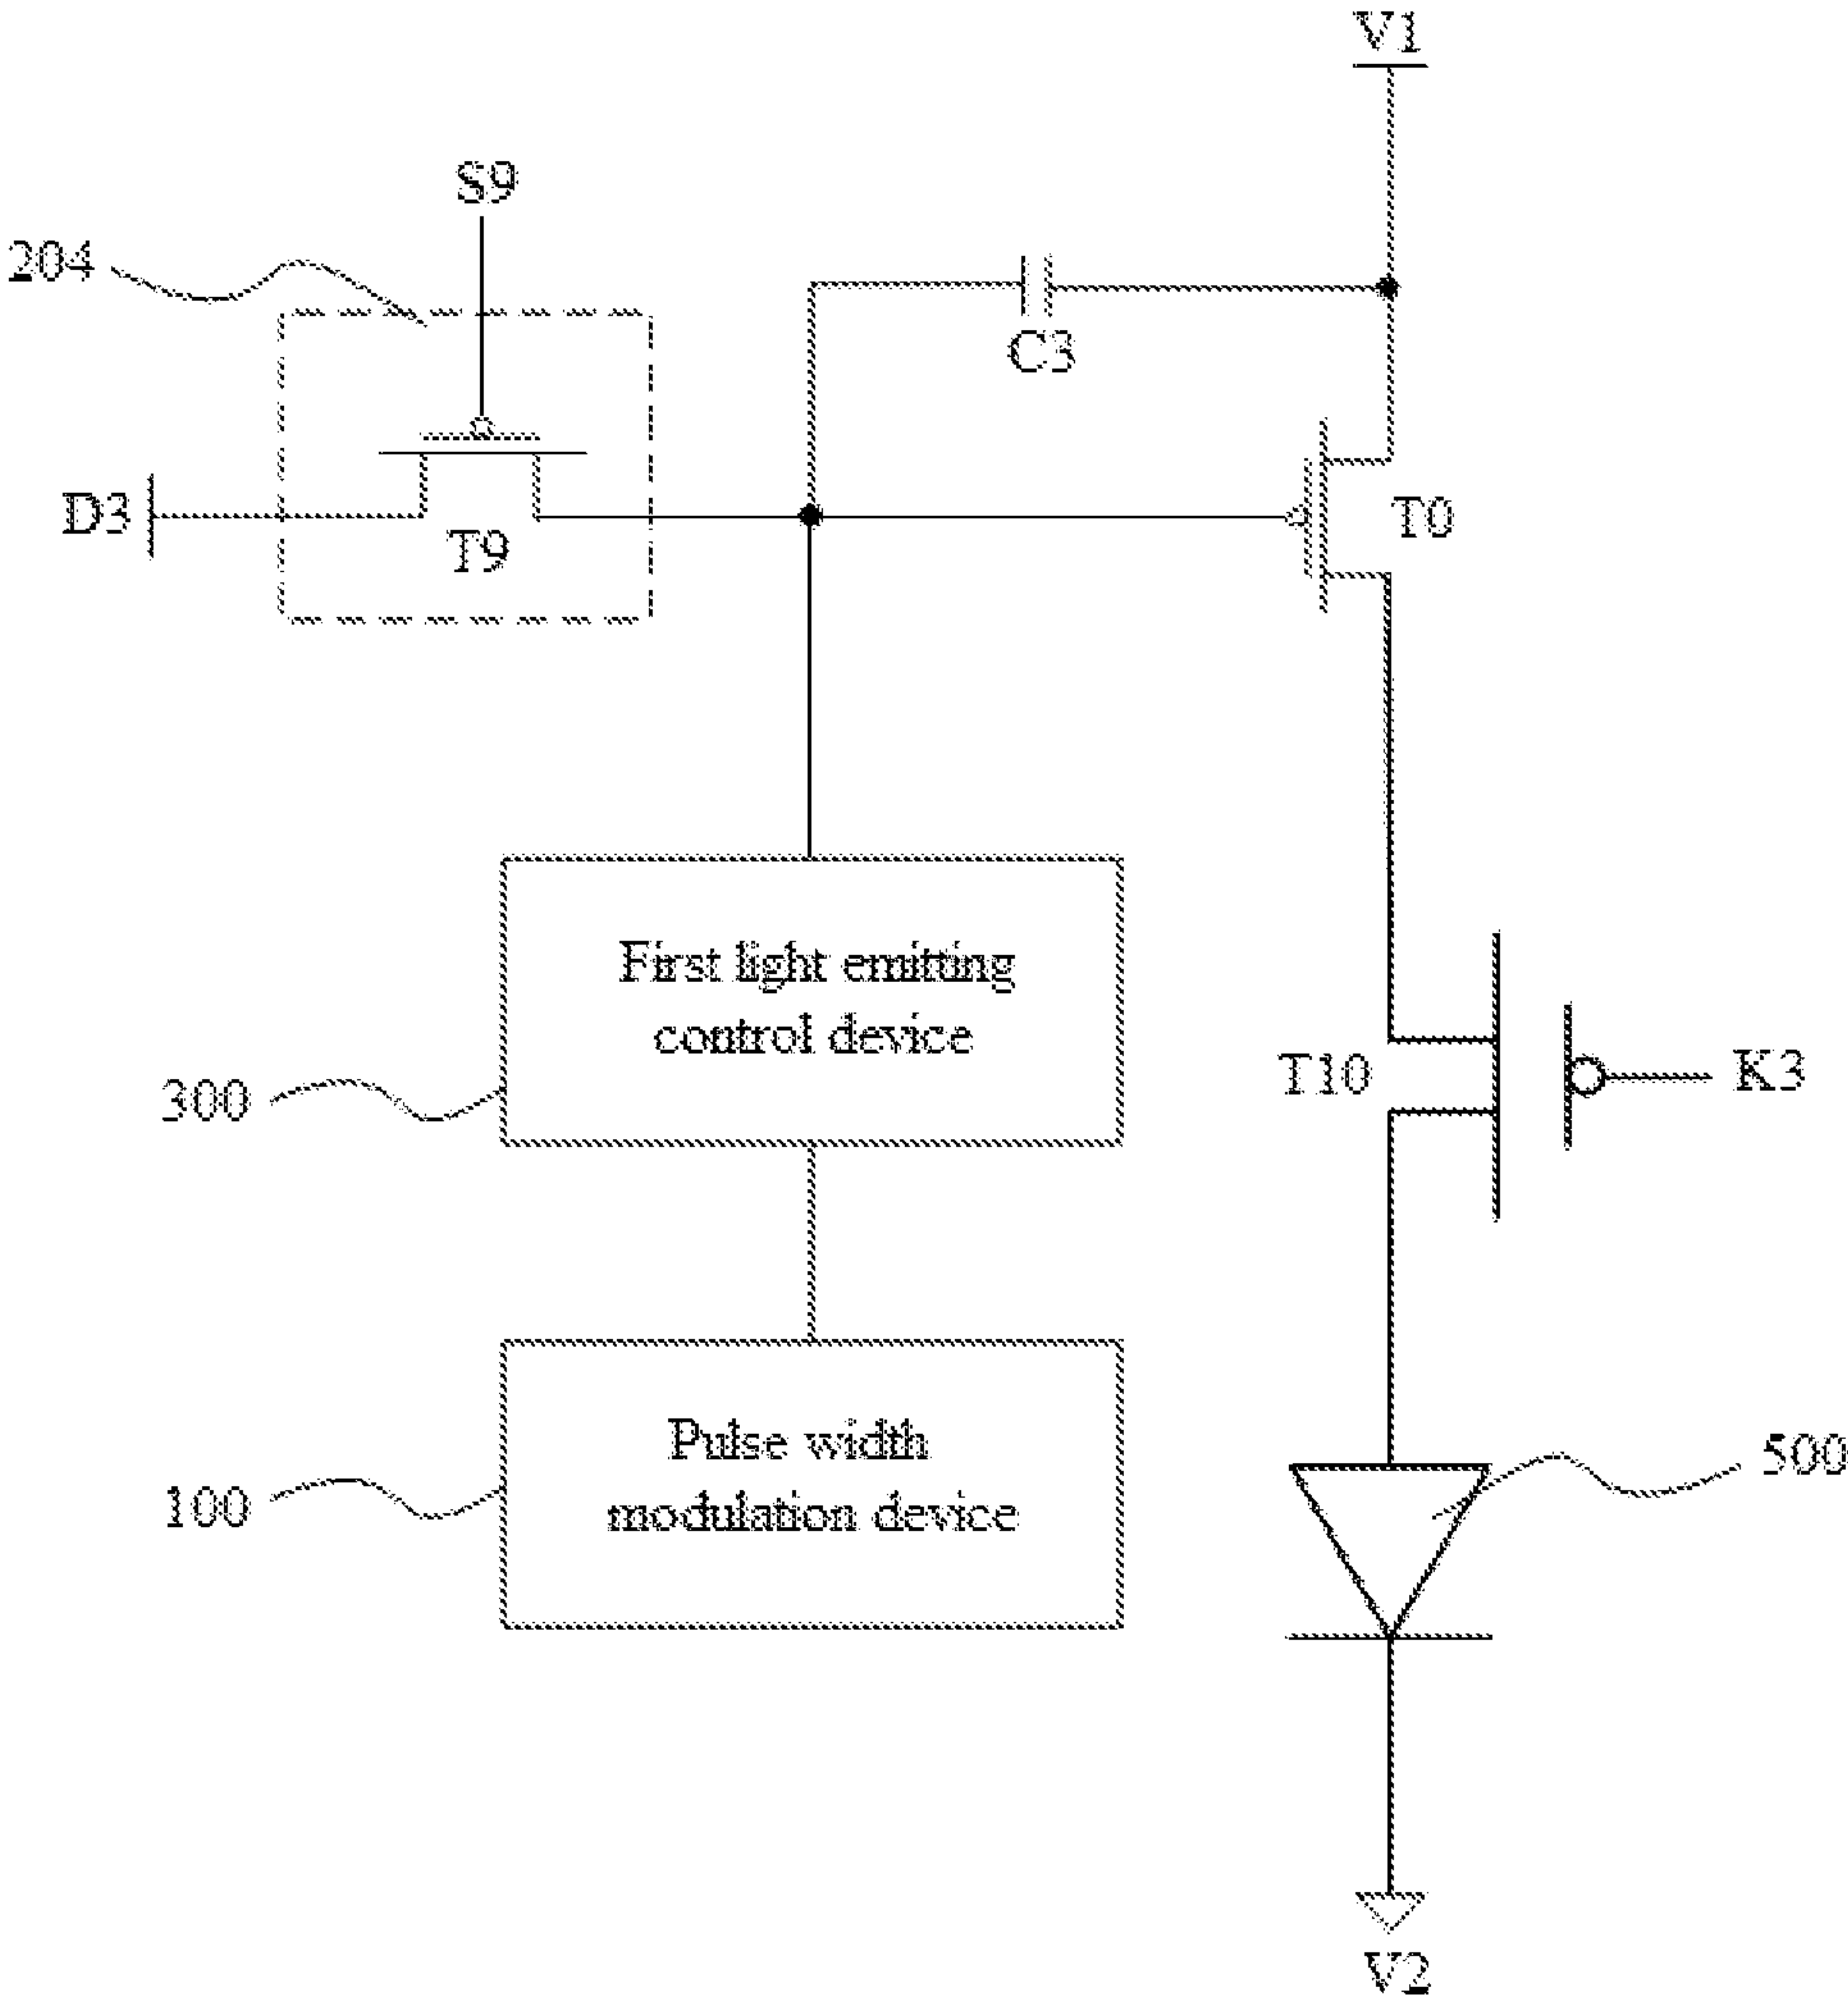 V1
S9
204
C3
D3
T9
T0
First light emitting
control device
300
T10
K3
Pulse width
modulation device
100
500
V2